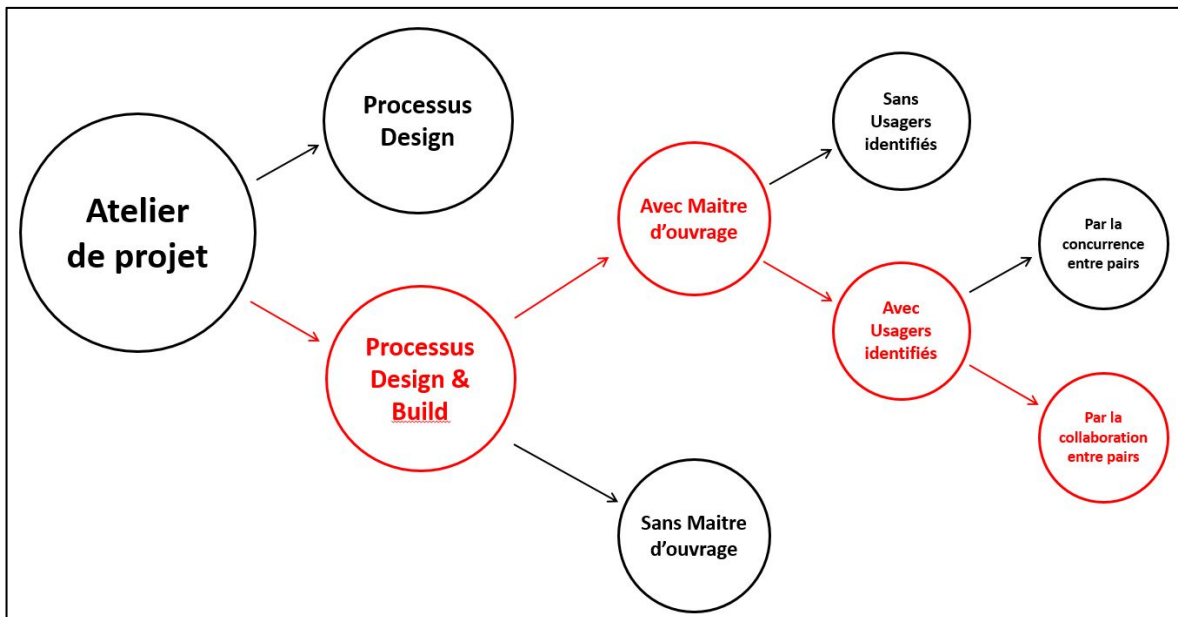 Atelier
de projet
Processus
Design
Processus
Design &
Build
Avec Maitre
d’ouvrage
Sans Maitre
d’ouvrage
Sans
Usagers
identifiés
Avec
Usagers
identifiés
Par la
concurrence
entre pairs
Par la
collaboration
entre pairs